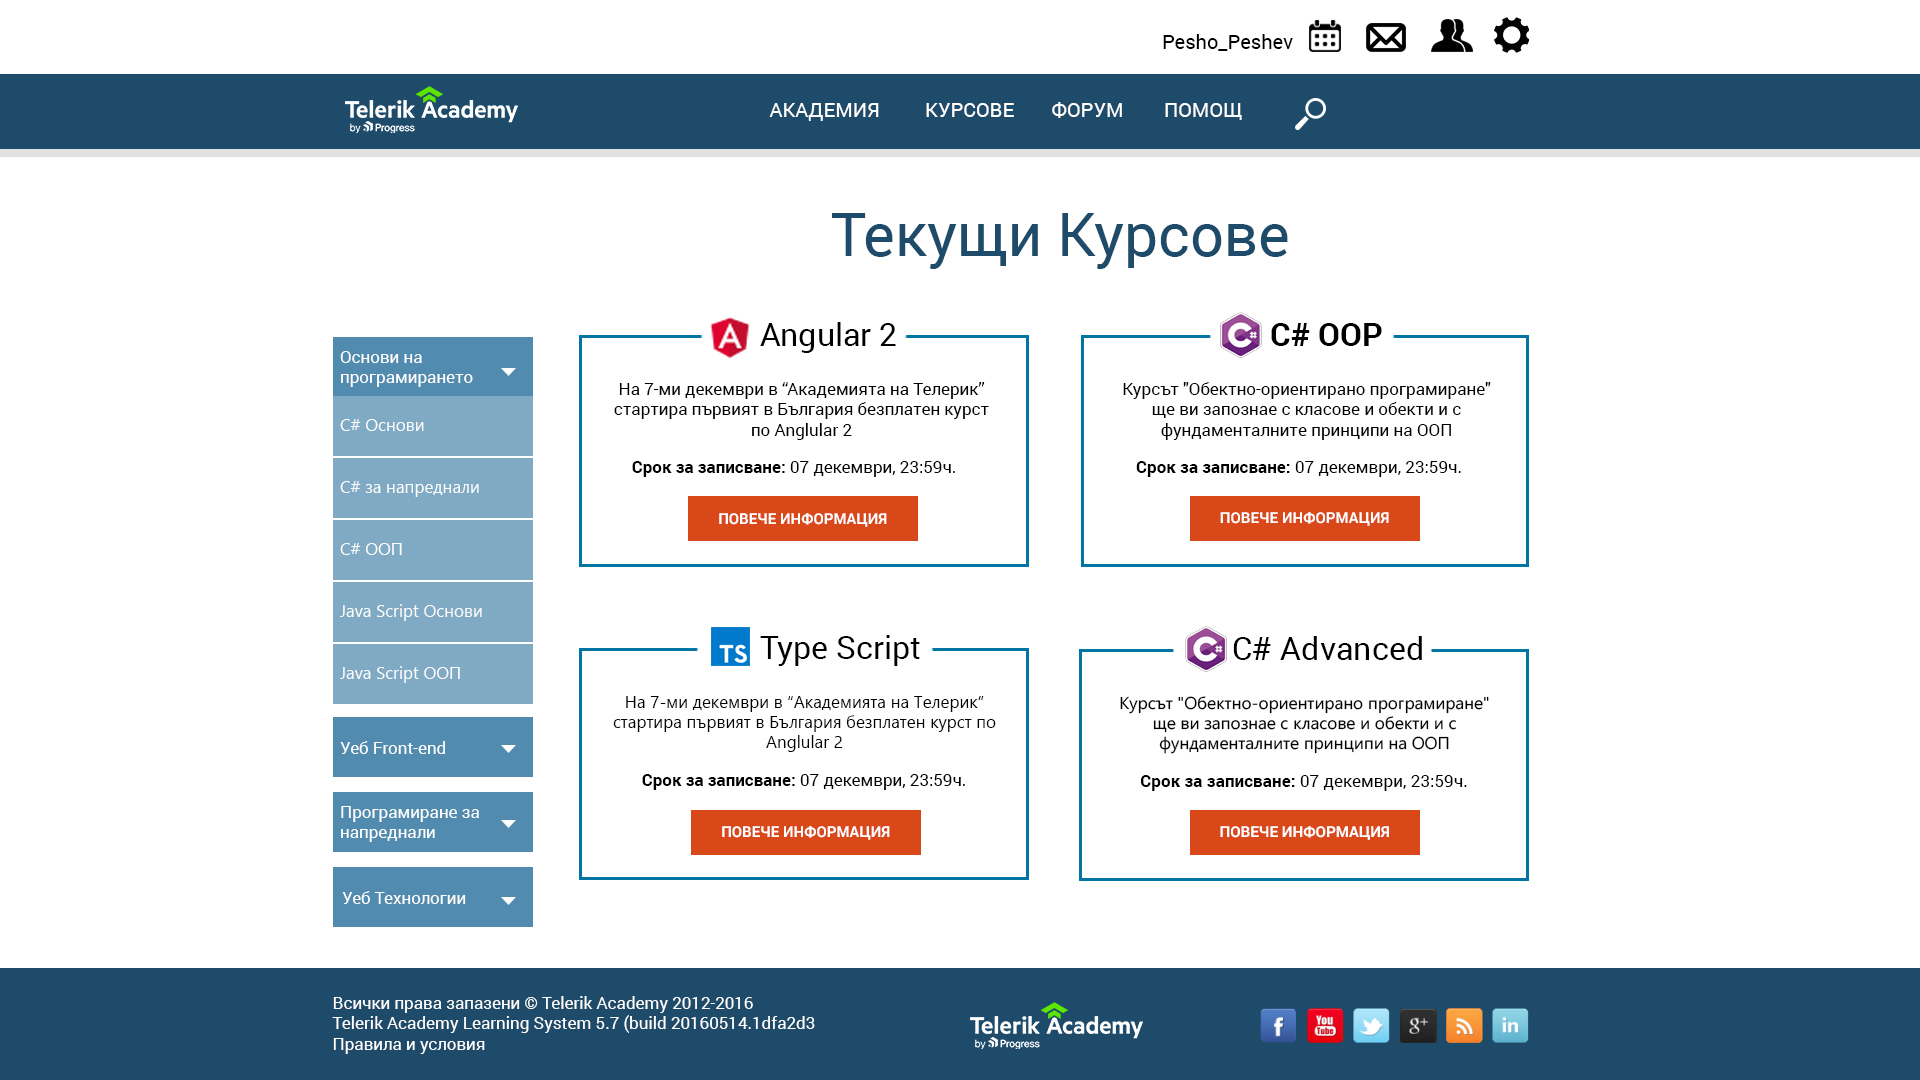 Pesho_Peshev
Telerik Academy
by Progress
АКАДЕМИЯ
КУРСОВЕ
ФОРУМ
ПОМОЩ
Текущи Курсове
Основи на
програмирането
C# Основи
C# за напреднали
C# ООП
Java Script Основи
Java Script ООП
Уеб Front-end
Програмиране за
напреднали
Уеб Технологии
A Angular 2
На 7-ми декември в “Академията на Телерик”
стартира първият в България безплатен курст
по Anglular 2
Срок за записване: 07 декември, 23:59ч.
ПОВЕЧЕ ИНФОРМАЦИЯ
C# C# OOP
Курсът "Обектно-ориентирано програмиране"
ще ви запознае с класове и обекти и с
фундаменталните принципи на ООП
Срок за записване: 07 декември, 23:59ч.
ПОВЕЧЕ ИНФОРМАЦИЯ
TS Type Script
На 7-ми декември в “Академията на Телерик”
стартира първият в България безплатен курст по
Anglular 2
Срок за записване: 07 декември, 23:59ч.
ПОВЕЧЕ ИНФОРМАЦИЯ
C# C# Advanced
Курсът "Обектно-ориентирано програмиране"
ще ви запознае с класове и обекти и с
фундаменталните принципи на ООП
Срок за записване: 07 декември, 23:59ч.
ПОВЕЧЕ ИНФОРМАЦИЯ
Всички права запазени © Telerik Academy 2012-2016
Telerik Academy Learning System 5.7 (build 20160514.1dfa2d3
Правила и условия
Telerik Academy
by Progress
f
You
Tube
g+
in